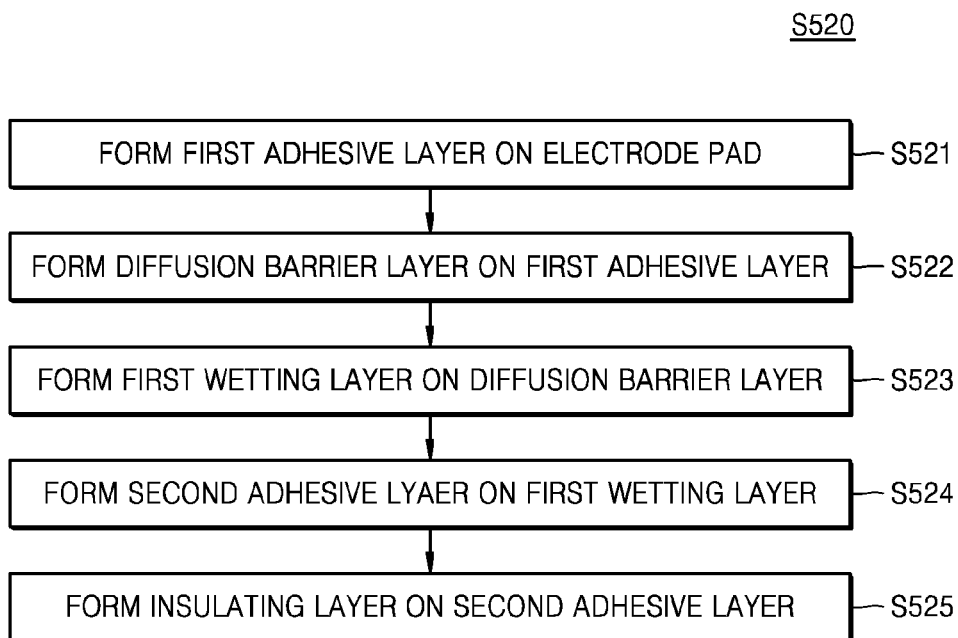 S520
FORM FIRST ADHESIVE LAYER ON ELECTRODE PAD
S521
FORM DIFFUSION BARRIER LAYER ON FIRST ADHESIVE LAYER
S522
FORM FIRST WETTING LAYER ON DIFFUSION BARRIER LAYER
S523
FORM SECOND ADHESIVE LYAER ON FIRST WETTING LAYER
S524
FORM INSULATING LAYER ON SECOND ADHESIVE LAYER
S525